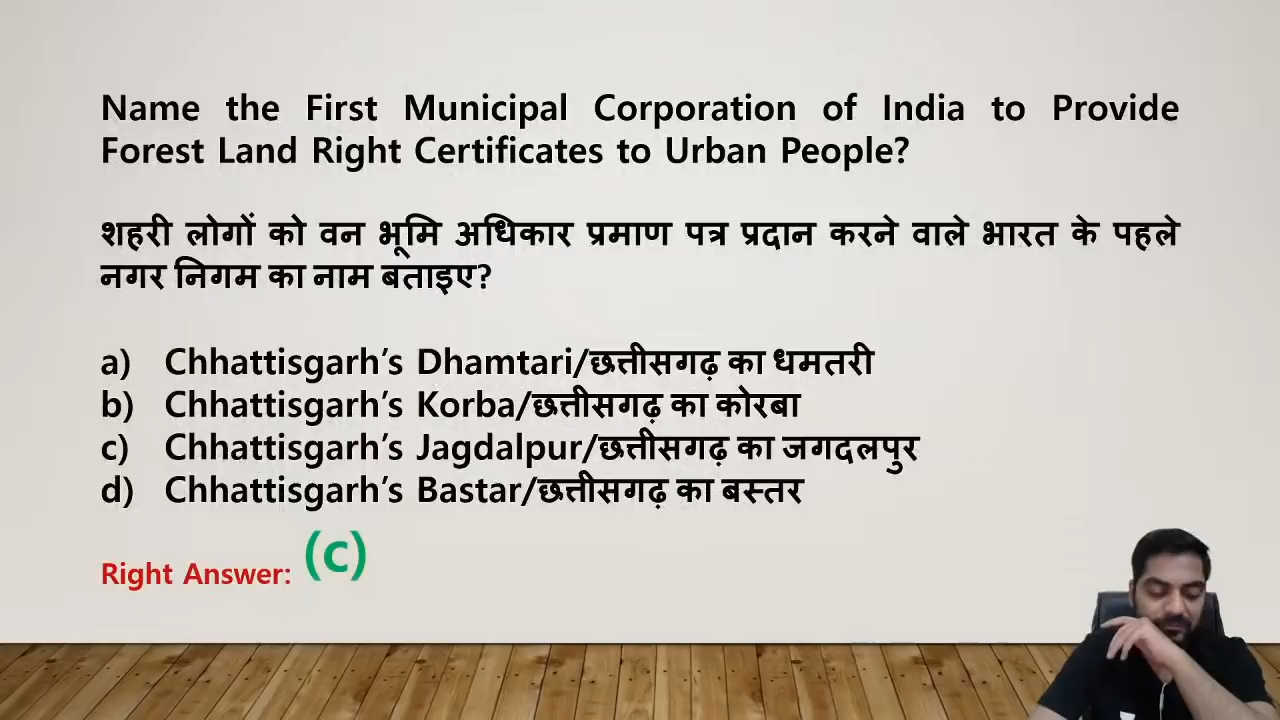 Name the First Municipal Corporation of India to Provide
Forest Land Right Certificates to Urban People?
शहरी लोगों को वन भूमि अधिकार प्रमाण पत्र प्रदान करने वाले भारत के पहले
नगर निगम का नाम बताइए?
a) Chhattisgarh’s Dhamtari/छत्तीसगढ़ का धमतरी
b) Chhattisgarh’s Korba/छत्तीसगढ़ का कोरबा
c) Chhattisgarh’s Jagdalpur/छत्तीसगढ़ का जगदलपुर
d) Chhattisgarh’s Bastar/छत्तीसगढ़ का बस्तर
Right Answer: (c)